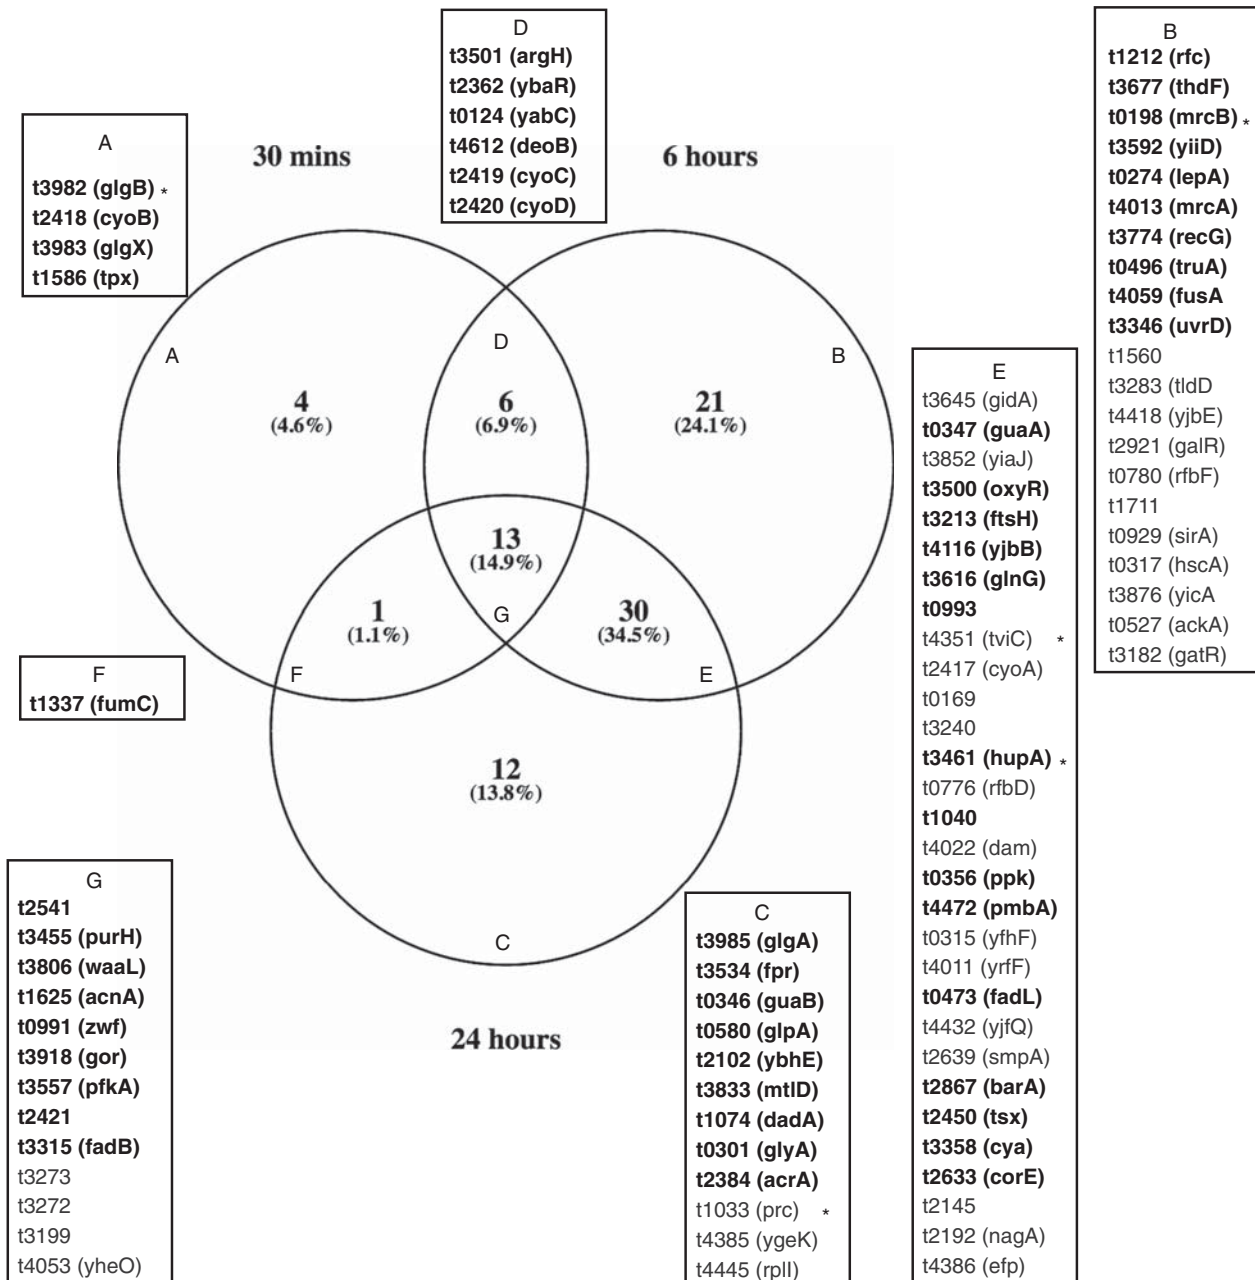 D
t3501 (argH)
t2362 (ybaR)
t0124 (yabC)
t4612 (deoB)
t2419 (cyoC)
t2420 (cyoD)
B
t1212 (rfc)
t3677 (thdF)
t0198 (mrcB) *
t3592 (yiiD)
t0274 (lepA)
t4013 (mrcA)
t3774 (recG)
t0496 (truA)
t4059 (fusA
t3346 (uvrD)
t1560
t3283 (tldD
t4418 (yjbE)
t2921 (galR)
t0780 (rfbF)
t1711
t0929 (sirA)
t0317 (hscA)
t3876 (yicA
t0527 (ackA)
t3182 (gatR)
A
t3982 (glgB) *
t2418 (cyoB)
t3983 (glgX)
t1586 (tpx)
30 mins
6 hours
A
D
B
4
(4.6%)
6
(6.9%)
21
(24.1%)
13
(14.9%)
1
(1.1%)
G
30
(34.5%)
F
E
12
(13.8%)
C
24 hours
E
t3645 (gidA)
t0347 (guaA)
t3852 (yiaJ)
t3500 (oxyR)
t3213 (ftsH)
t4116 (yjbB)
t3616 (glnG)
t0993
t4351 (tviC) *
t2417 (cyoA)
t0169
t3240
t3461 (hupA) *
t0776 (rfbD)
t1040
t4022 (dam)
t0356 (ppk)
t4472 (pmbA)
t0315 (yfhF)
t4011 (yrfF)
t0473 (fadL)
t4432 (yjfQ)
t2639 (smpA)
t2867 (barA)
t2450 (tsx)
t3358 (cya)
t2633 (corE)
t2145
t2192 (nagA)
t4386 (efp)
F
t1337 (fumC)
G
t2541
t3455 (purH)
t3806 (waaL)
t1625 (acnA)
t0991 (zwf)
t3918 (gor)
t3557 (pfkA)
t2421
t3315 (fadB)
t3273
t3272
t3199
t4053 (yheO)
C
t3985 (glgA)
t3534 (fpr)
t0346 (guaB)
t0580 (glpA)
t2102 (ybhE)
t3833 (mtlD)
t1074 (dadA)
t0301 (glyA)
t2384 (acrA)
t1033 (prc) *
t4385 (ygeK)
t4445 (rplI)